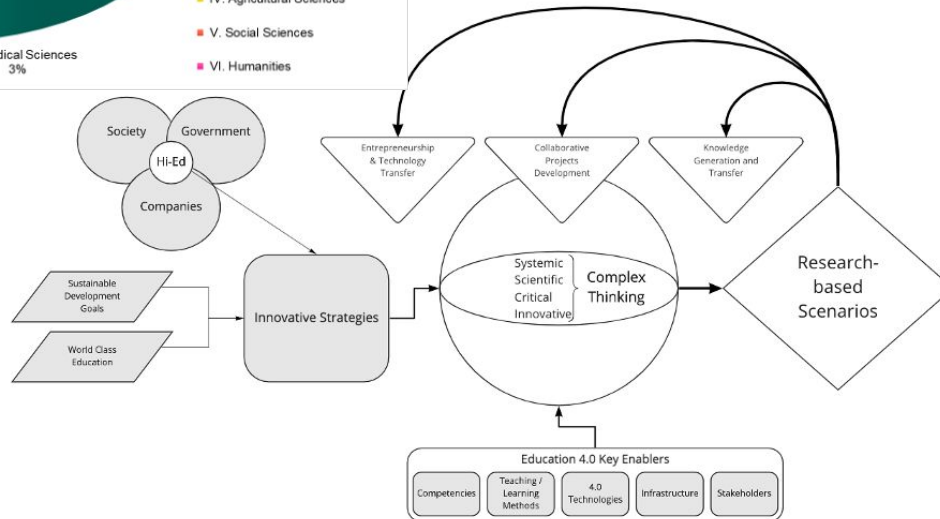 V. Social Sciences
3%
VI. Humanities
Society
Government
Hi-Ed
Companies
Entrepreneurship
& Technology
Transfer
Collaborative
Projects
Development
Knowledge
Generation and
Transfer
Sustainable
Development
Goals
World Class
Education
Innovative Strategies
Systemic
Scientific
Critical
Innovative
Complex
Thinking
Research-
based
Scenarios
Education 4.0 Key Enablers
Competencies
Teaching /
Learning
Methods
4.0
Technologies
Infrastructure
Stakeholders